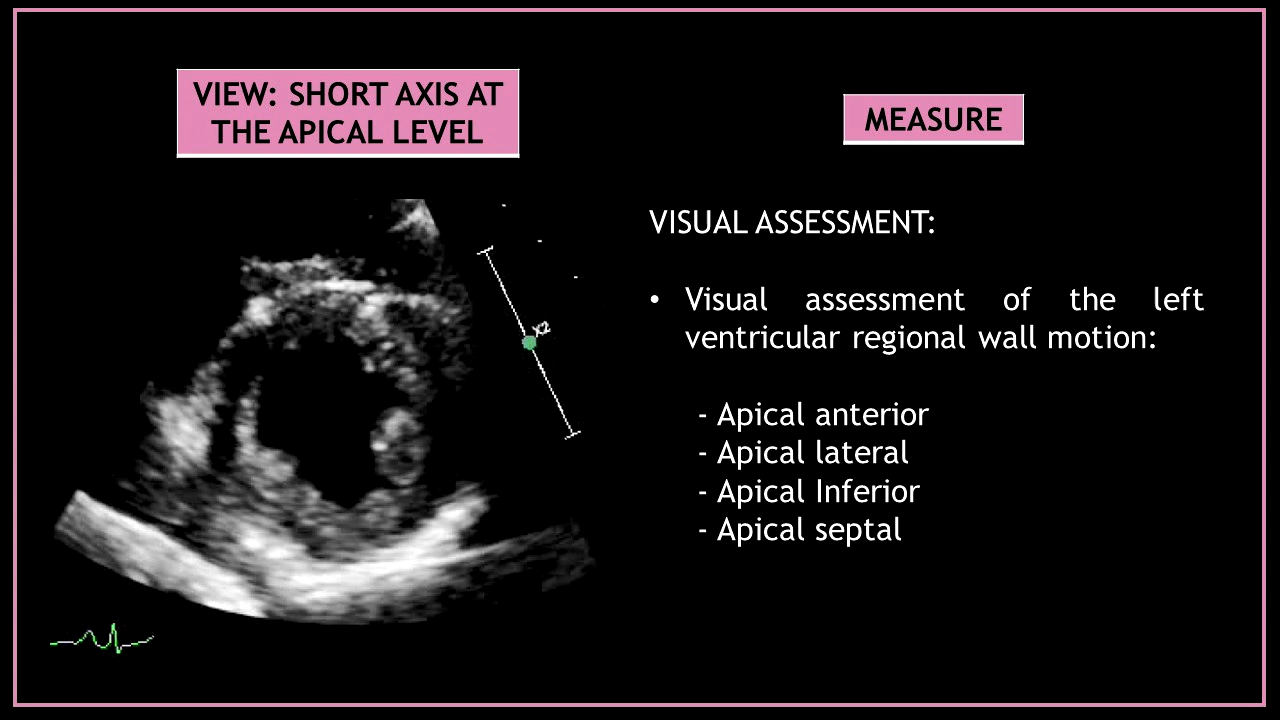 VIEW: SHORT AXIS AT
THE APICAL LEVEL
MEASURE
X2
VISUAL ASSESSMENT:
• Visual assessment of the left
ventricular regional wall motion:
- Apical anterior
- Apical lateral
- Apical Inferior
- Apical septal